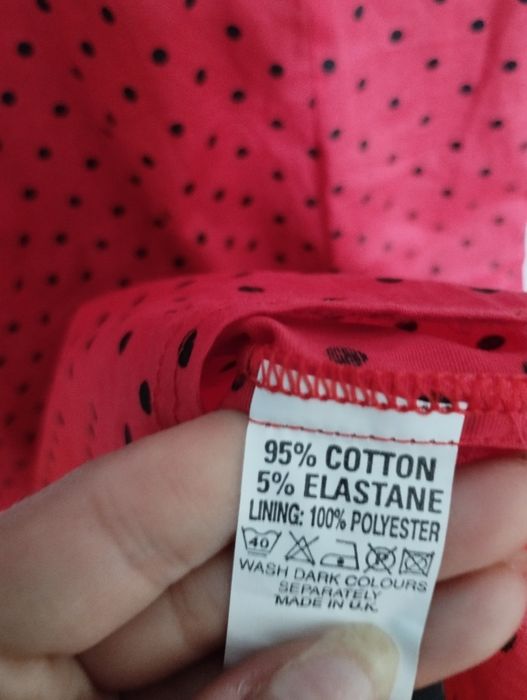 95% COTTON
5% ELASTANE
LINING: 100% POLYESTER
40 P
WASH DARK COLOURS
SEPARATELY
MADE IN U.K.